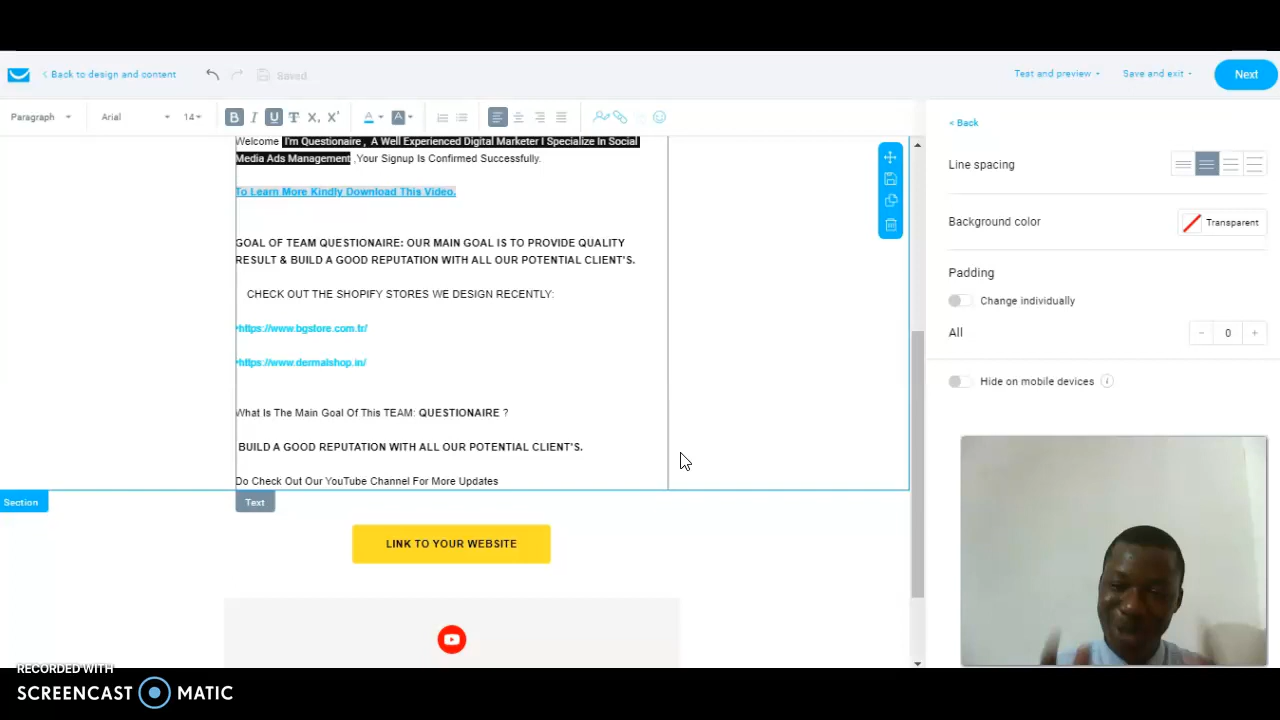 Back to design and content
Saved
Test and preview
Save and exit
Next
Paragraph
Arial
14
B
I
U
T
X,
X'
A
A
< Back
Welcome I'm Questionaire , A Well Experienced Digital Marketer I Specialize In Social
Media Ads Management ,Your Signup Is Confirmed Successfully.
To Learn More Kindly Download This Video.
GOAL OF TEAM QUESTIONAIRE: OUR MAIN GOAL IS TO PROVIDE QUALITY
RESULT & BUILD A GOOD REPUTATION WITH ALL OUR POTENTIAL CLIENT'S.
CHECK OUT THE SHOPIFY STORES WE DESIGN RECENTLY:
https://www.bgstore.com.tr/
https://www.dermalshop.in/
What Is The Main Goal Of This TEAM: QUESTIONAIRE ?
BUILD A GOOD REPUTATION WITH ALL OUR POTENTIAL CLIENT'S.
Do Check Out Our YouTube Channel For More Updates
Section
Text
LINK TO YOUR WEBSITE
Line spacing
Background color
Transparent
Padding
Change individually
All
- 0 +
Hide on mobile devices i
RECORDED WITH
SCREENCAST MATIC